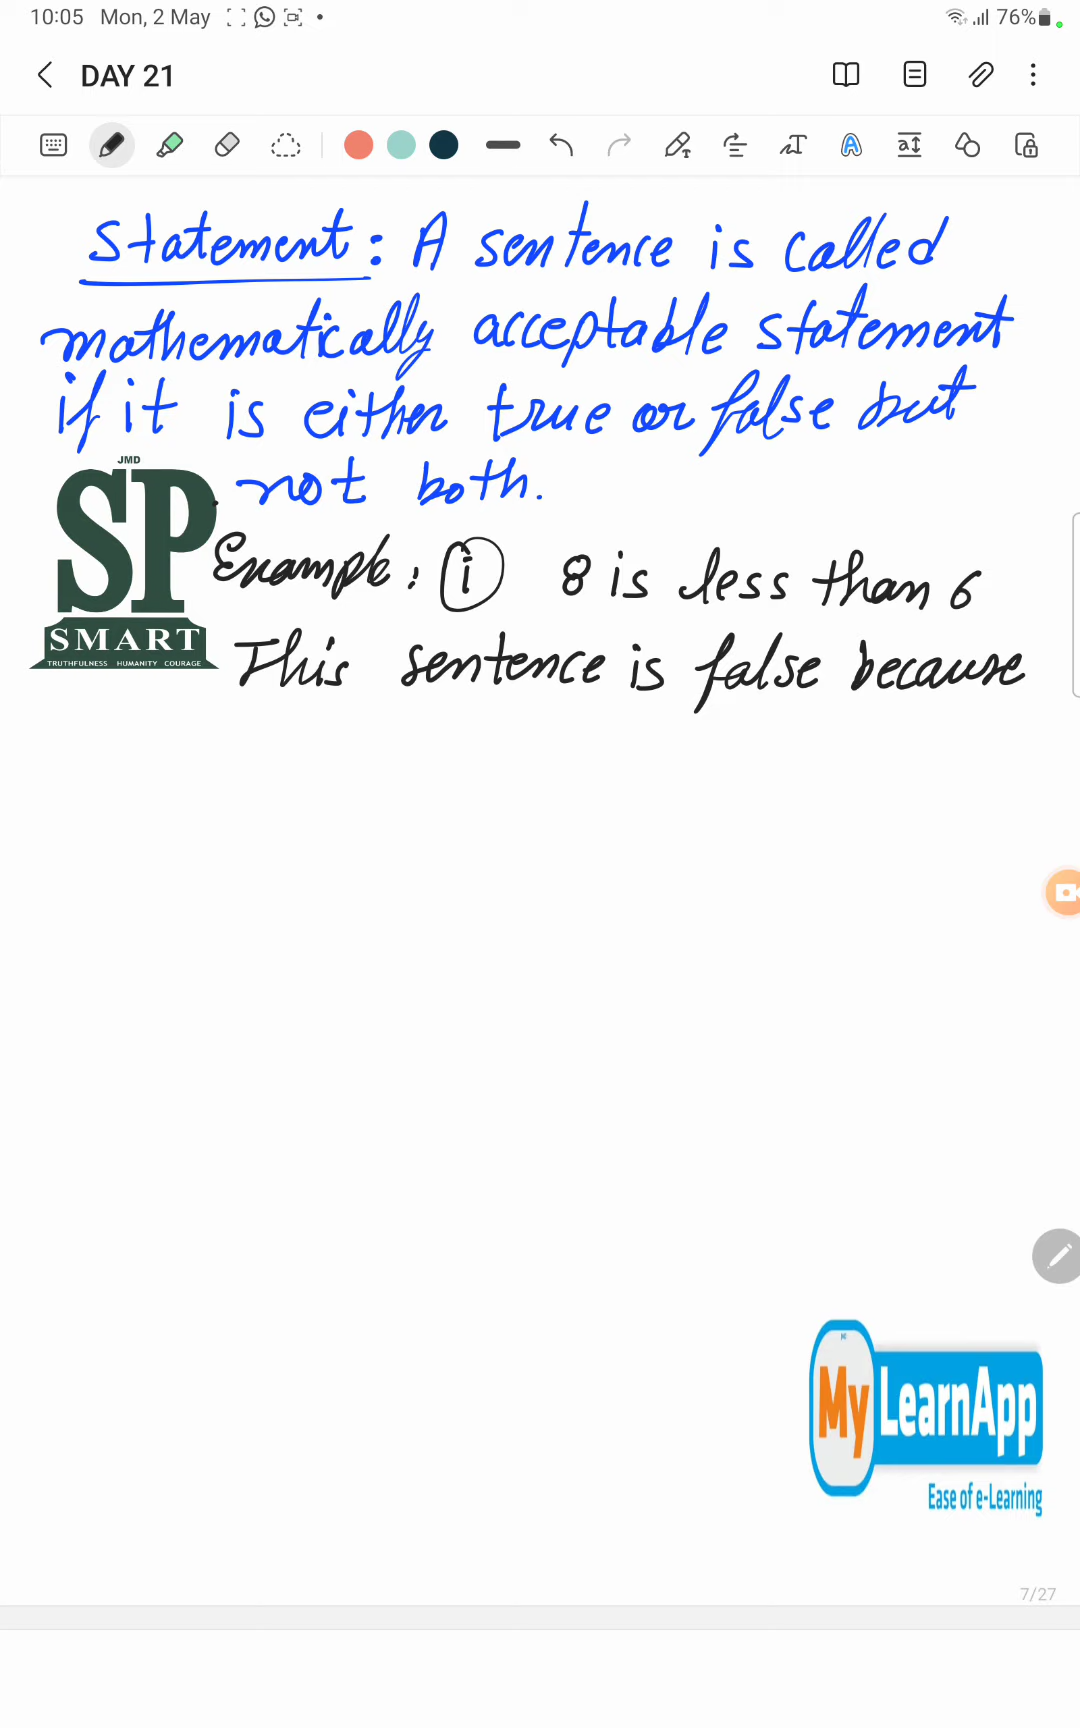 10:05 Mon, 2 May
76%
DAY 21
Statement: A sentence is called
mathematically acceptable statement
if it is either true or false but
not both.
JMD
SP
SMART
TRUTHFULNESS HUMANITY COURAGE
Example: (i) 8 is less than 6
This sentence is false because
My LearnApp
Ease of e-Learning
7/27